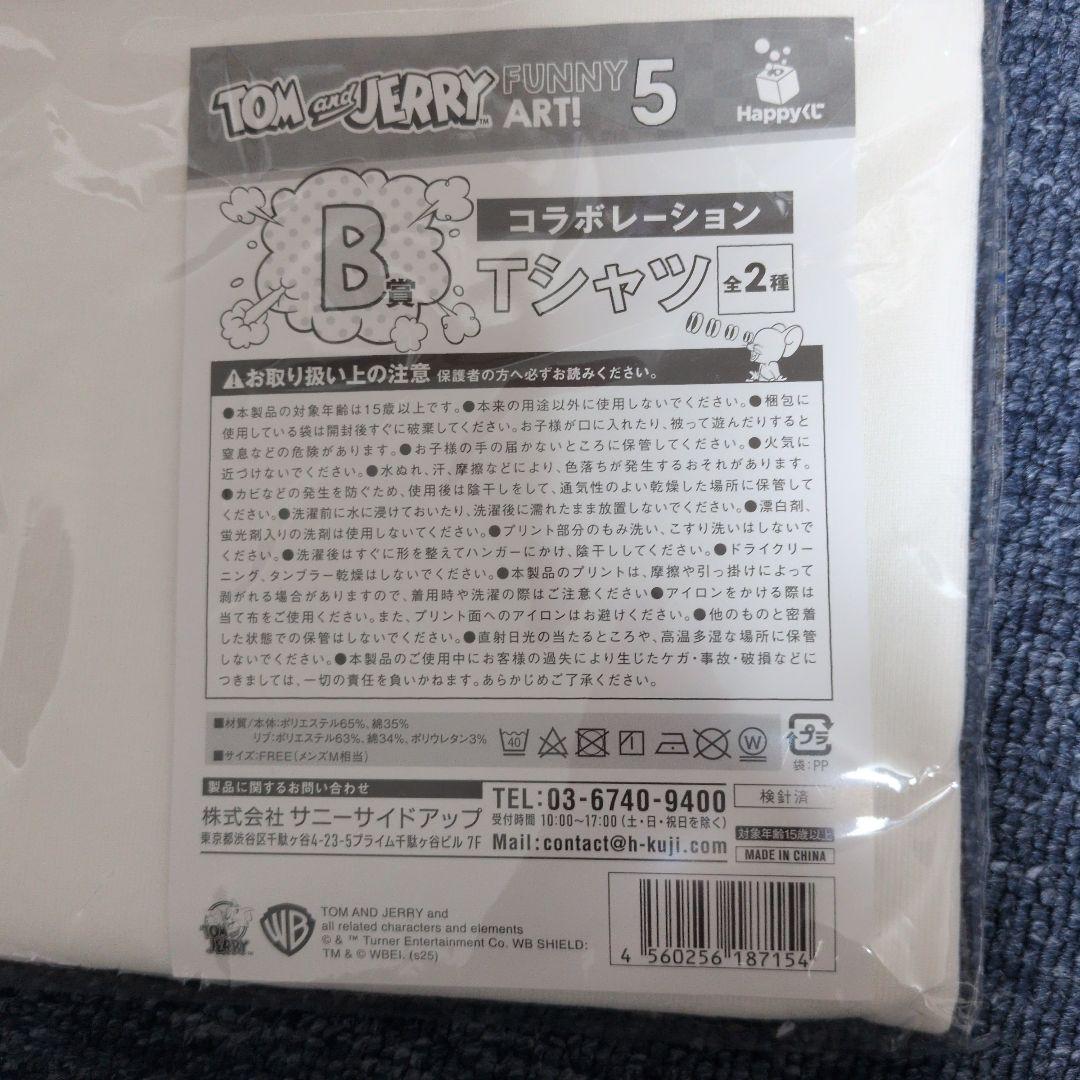 TOM and JERRY FUNNY ART! 5
Happyくじ
B賞
コラボレーション
Tシャツ 全2種
お取り扱い上の注意 保護者の方へ必ずお読みください。
●本製品の対象年齢は15歳以上です。●本来の用途以外に使用しないでください。●梱包に
使用している袋は開封後すぐに破棄してください。お子様が口に入れたり、被って遊んだりすると
窒息などの危険があります。●お子様の手の届かないところに保管してください。●火気に
近づけないでください。●水ぬれ、汗、摩擦などにより、色落ちが発生するおそれがあります。
●カビなどの発生を防ぐため、使用後は陰干しをして、通気性のよい乾燥した場所に保管して
ください。●洗濯前に水に浸けておいたり、洗濯後に濡れたまま放置しないでください。●漂白剤、
蛍光剤入りの洗剤は使用しないでください。●プリント部分のもみ洗い、こすり洗いはしないで
ください。●洗濯後はすぐに形を整えてハンガーにかけ、陰干ししてください。●ドライクリー
ニング、タンブラー乾燥はしないでください。●本製品のプリントは、摩擦や引っ掛けによって
剥がれる場合がありますので、着用時や洗濯の際はご注意ください●アイロンをかける際は
当て布をご使用ください。また、プリント面へのアイロンはお避けください。●他のものと密着
した状態での保管はしないでください。●直射日光の当たるところや、高温多湿な場所に保管
しないでください。●本製品のご使用中にお客様の過失により生じたケガ・事故・破損などに
つきましては、一切の責任を負いかねます。あらかじめご了承ください。
■材質/本体:ポリエステル65%、綿35%
リブ:ポリエステル63%、綿34%、ポリウレタン3%
■サイズ:FREE(メンズM相当)
40
W
プラ
袋:PP
製品に関するお問い合わせ
株式会社 サニーサイドアップ
東京都渋谷区千駄ヶ谷4-23-5プライム千駄ヶ谷ビル 7F
TEL:03-6740-9400
受付時間 10:00〜17:00(土・日・祝日を除く)
Mail:contact@h-kuji.com
検針済
対象年齢15歳以上
MADE IN CHINA
TOM and JERRY
WB
TOM AND JERRY and
all related characters and elements
© & ™ Turner Entertainment Co. WB SHIELD:
TM & © WBEI. (s25)
4 560256 187154